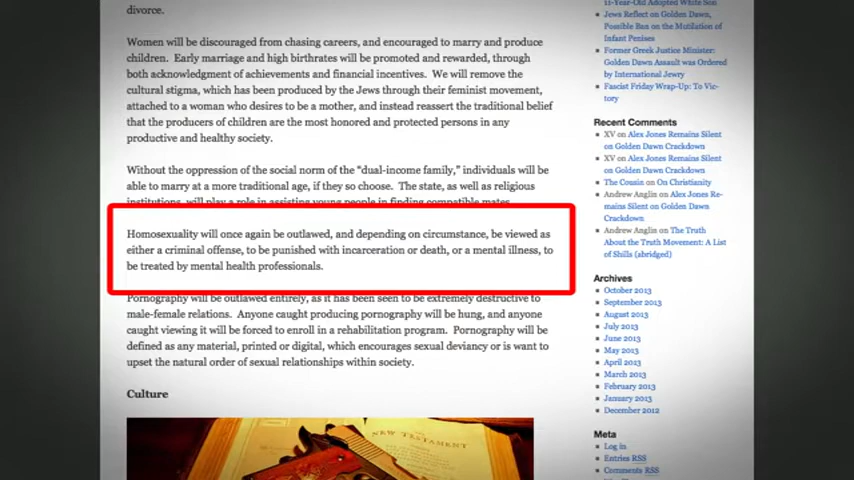 divorce.
Women will be discouraged from chasing careers, and encouraged to marry and produce
children.  Early marriage and high birthrates will be promoted and rewarded, through
both acknowledgment of achievements and financial incentives.  We will remove the
cultural stigma, which has been produced by the Jews through their feminist movement,
attached to a woman who desires to be a mother, and instead reassert the traditional belief
that the producers of children are the most honored and protected persons in any
productive and healthy society.
Without the oppression of the social norm of the “dual-income family,” individuals will be
able to marry at a more traditional age, if they so choose.  The state, as well as religious
institutions, will play a role in assisting young people in finding compatible mates.
Homosexuality will once again be outlawed, and depending on circumstance, be viewed as
either a criminal offense, to be punished with incarceration or death, or a mental illness, to
be treated by mental health professionals.
Pornography will be outlawed entirely, as it has been seen to be extremely destructive to
male-female relations.  Anyone caught producing pornography will be hung, and anyone
caught viewing it will be forced to enroll in a rehabilitation program.  Pornography will be
defined as any material, printed or digital, which encourages sexual deviancy or is want to
upset the natural order of sexual relationships within society.
Culture
NEW TESTAMENT
11-Year-Old Adopted White Son
Jews Reflect on Golden Dawn,
Possible Ban on the Mutilation of
Infant Penises
Former Greek Justice Minister:
Golden Dawn Assault was Ordered
by International Jewry
Fascist Friday Wrap-Up: To Vic-
tory
Recent Comments
XV on Alex Jones Remains Silent
on Golden Dawn Crackdown
XV on Alex Jones Remains Silent
on Golden Dawn Crackdown
The Cousin on On Christianity
Andrew Anglin on Alex Jones Re-
mains Silent on Golden Dawn
Crackdown
Andrew Anglin on The Truth
About the Truth Movement: A List
of Shills (abridged)
Archives
October 2013
September 2013
August 2013
July 2013
June 2013
May 2013
April 2013
March 2013
February 2013
January 2013
December 2012
Meta
Log in
Entries RSS
Comments RSS